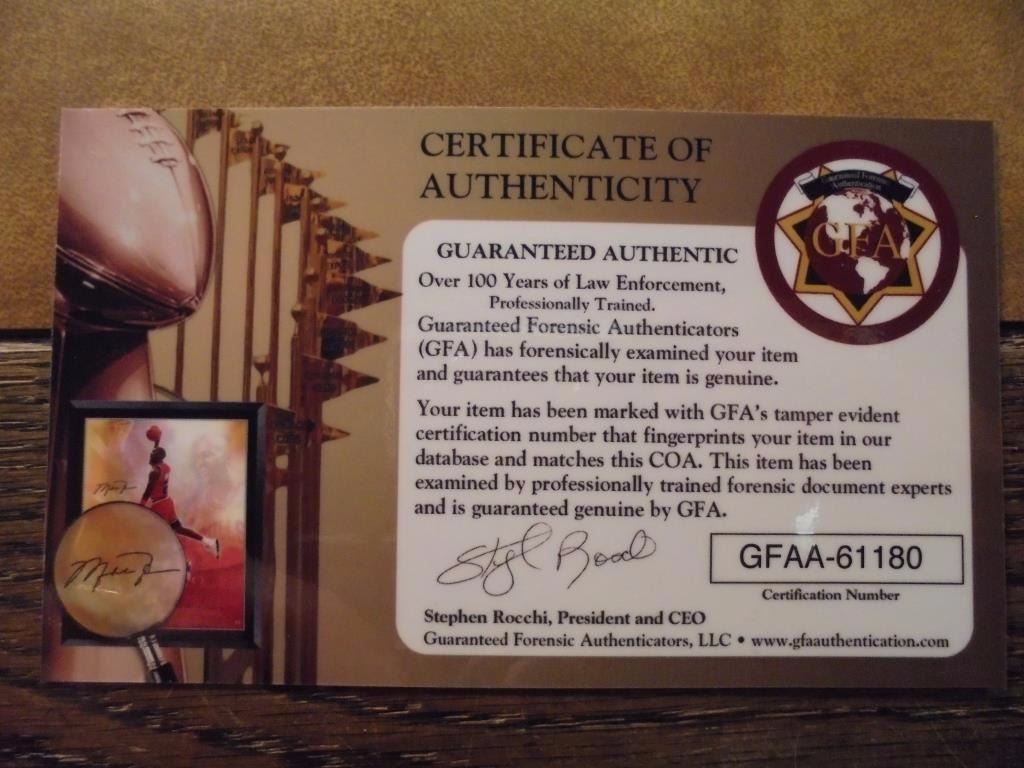 CERTIFICATE OF
AUTHENTICITY
Guaranteed Forensic
Authentication
GFA
GUARANTEED AUTHENTIC
Over 100 Years of Law Enforcement,
Professionally Trained.
Guaranteed Forensic Authenticators
(GFA) has forensically examined your item
and guarantees that your item is genuine.
Your item has been marked with GFA's tamper evident
certification number that fingerprints your item in our
database and matches this COA. This item has been
examined by professionally trained forensic document experts
and is guaranteed genuine by GFA.
GFAA-61180
Certification Number
Stephen Rocchi, President and CEO
Guaranteed Forensic Authenticators, LLC • www.gfaauthentication.com